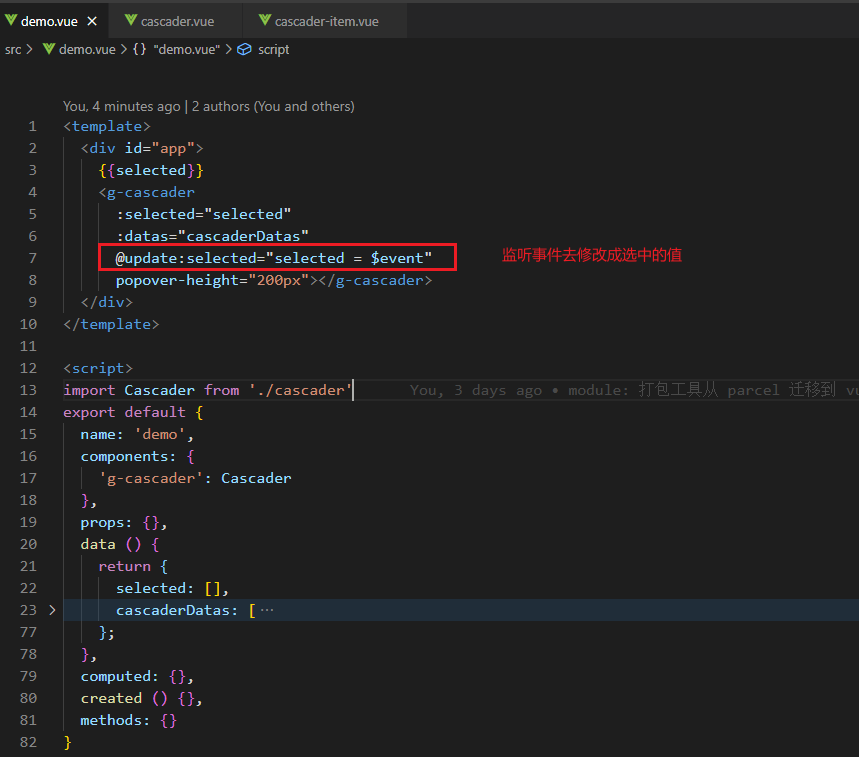 demo.vue × cascader.vue cascader-item.vue
src > demo.vue > {} "demo.vue" > script
You, 4 minutes ago | 2 authors (You and others)
1 <template>
2 <div id="app">
3 {{selected}}
4 <g-cascader
5 :selected="selected"
6 :datas="cascaderDatas"
7 @update:selected="selected = $event" 监听事件去修改成选中的值
8 popover-height="200px"></g-cascader>
9 </div>
10 </template>
11
12 <script>
13 import Cascader from './cascader' You, 3 days ago • module: 打包工具从 parcel 迁移到
14 export default {
15 name: 'demo',
16 components: {
17 'g-cascader': Cascader
18 },
19 props: {},
20 data () {
21 return {
22 selected: [],
23 > cascaderDatas: [ ···
77 };
78 },
79 computed: {},
80 created () {},
81 methods: {}
82 }